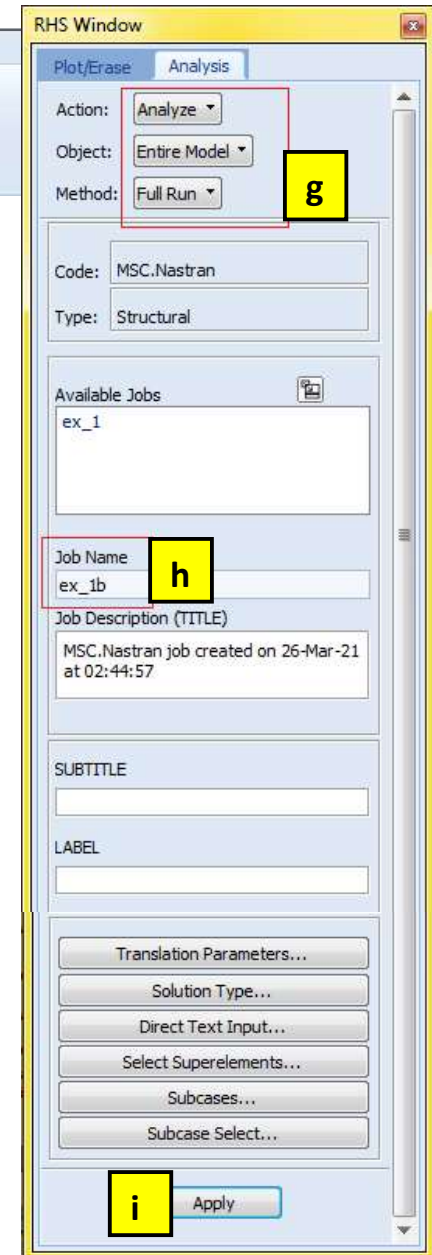 RHS Window
Plot/Erase Analysis
Action: Analyze
Object: Entire Model
Method: Full Run
g
Code: MSC.Nastran
Type: Structural
Available Jobs
ex_1
Job Name
h
ex_1b
Job Description (TITLE)
MSC.Nastran job created on 26-Mar-21
at 02:44:57
SUBTITLE
LABEL
Translation Parameters...
Solution Type...
Direct Text Input...
Select Superelements...
Subcases...
Subcase Select...
i Apply